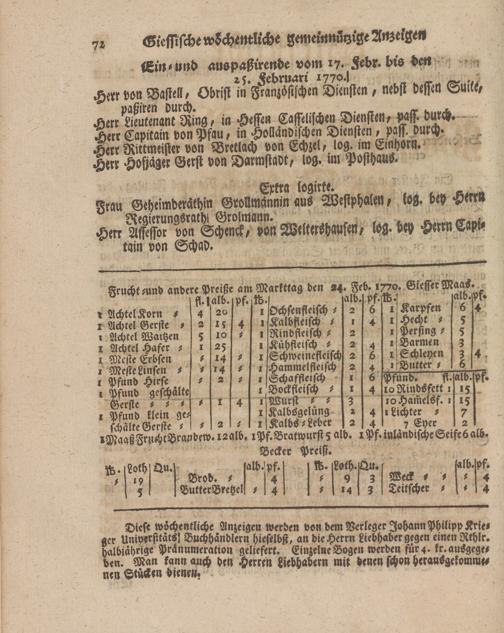 72 Giessische wöchentliche gemeinnüzige Anzeigen
Ein- und auspaßirende vom 17. Febr. bis den
25. Februari 1770.
Herr von Bastell, Obrist in Französischen Diensten, nebst dessen Suite,
paßiren durch.
Herr Lieutenant Ring, in Hessen Casselischen Diensten, pass. durch.
Herr Capitain von Pfau, in Holländischen Diensten, pass. durch.
Herr Rittmeister von Bretlach von Echzel, log. im Einhorn.
Herr Hofjäger Gerst von Darmstadt, log. im Posthaus.
Extra logirte.
Frau Geheimderäthin Grollmännin aus Westphalen, log. bey Herrn
Regierungsrath Grolmann.
Herr Assessor von Schenck, von Weltershausen, log. bey Herrn Capi-
tain von Schad.
Frucht- und andere Preiße am Markttag den 24. Feb. 1770. Giesser Maas.
fl. alb. pf. tb. alb. pf. tb. alb. pf.
1 Achtel Korn 4 20 1 Ochsenfleisch 2 6 1 Karpfen 6 4
1 Achtel Gerste 2 15 4 1 Kalbfleisch 1 4 1 Hecht 5
1 Achtel Waitzen 5 10 1 Rindfleisch 2 1 Persing 5
1 Achtel Hafer 1 25 1 Kühfleisch 2 4 1 Barmen 3
1 Meste Erbsen 14 1 Schweinefleisch 2 6 1 Schleyen 3 4
1 Meste Linsen 14 1 Hammelfleisch 2 4 1 Butter 6
1 Pfund Hirse 2 1 Schaffleisch 1 6 Pfund. fl. alb. pf.
1 Pfund geschälte 1 Bockfleisch 1 4 10 Rindsfett 1 15
Gerste 1 4 1 Wurst 3 10 Hamelsf. 1 15
1 Pfund klein ge- 1 Kalbsgelüng 2 4 1 Lichter 7
schälte Gerste 2 1 Kalbs-Leber 2 4 7 Eyer 2
1 Maaß Frucht Brandew. 12 alb. 1 Pf. Bratwurst 5 alb. 1 Pf. inländische Seife 6 alb.
Becker Preiß.
tb. Loth Qu. alb. pf. tb. Loth. Qu. alb. pf.
19 Brod. 4 9 3 Weck 4
5 Butter Bretzel 4 14 3 Teitscher 4
Diese wöchentliche Anzeigen werden von dem Verleger Johann Philipp Krie-
ger Universitäts Buchhändlern hieselbst, an die Herrn Liebhaber gegen einen Rthlr.
halbjährige Pränumeration geliefert. Einzelne Bogen werden für 4. kr. ausgege-
ben. Man kann auch den Herren Liebhabern mit denen schon herausgekomme-
nen Stücken dienen.